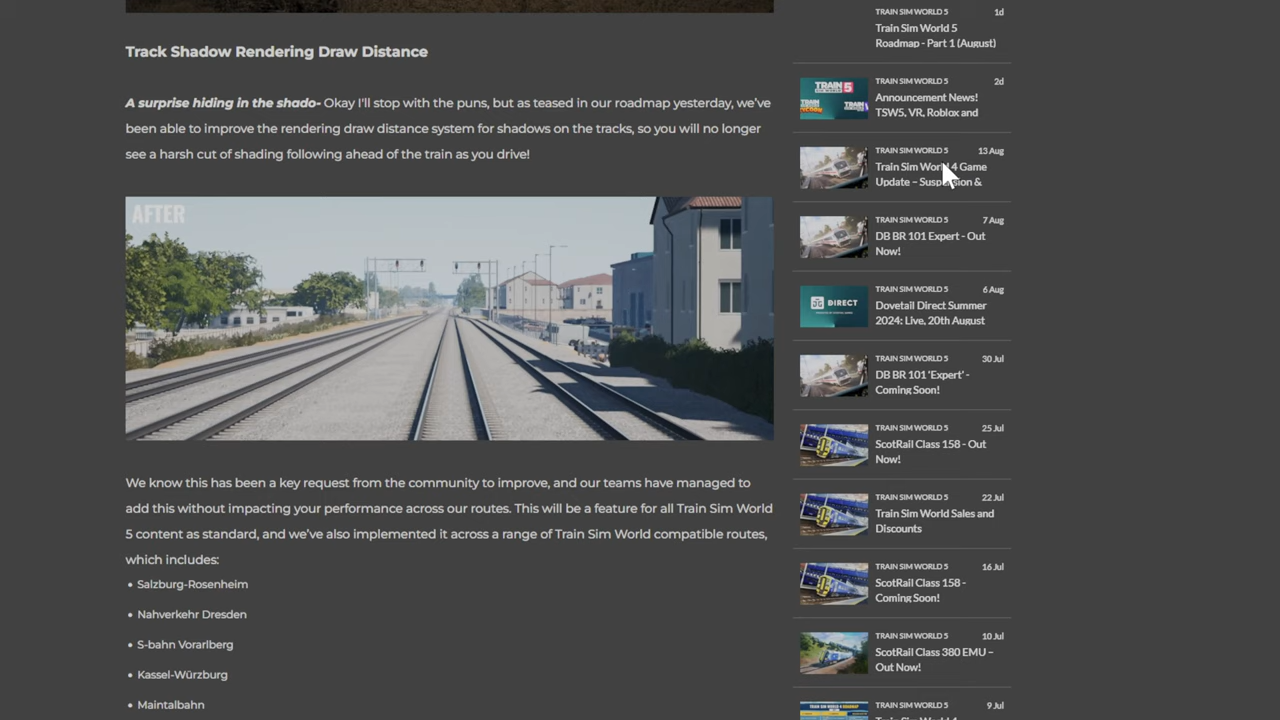 Track Shadow Rendering Draw Distance
A surprise hiding in the shado- Okay I'll stop with the puns, but as teased in our roadmap yesterday, we've
been able to improve the rendering draw distance system for shadows on the tracks, so you will no longer
see a harsh cut of shading following ahead of the train as you drive!
AFTER
We know this has been a key request from the community to improve, and our teams have managed to
add this without impacting your performance across our routes. This will be a feature for all Train Sim World
5 content as standard, and we've also implemented it across a range of Train Sim World compatible routes,
which includes:
• Salzburg-Rosenheim
• Nahverkehr Dresden
• S-bahn Vorarlberg
• Kassel-Würzburg
• Maintalbahn
TRAIN SIM WORLD 5 1d
Train Sim World 5
Roadmap - Part 1 (August)
TRAIN SIM WORLD 5 2d
Announcement News!
TSW5, VR, Roblox and
TRAIN 5
TRAIN SIM WORLD 5 13 Aug
Train Sim World 4 Game
Update – Suspension &
TRAIN SIM WORLD 5 7 Aug
DB BR 101 Expert - Out
Now!
TRAIN SIM WORLD 5 6 Aug
Dovetail Direct Summer
2024: Live, 20th August
DIRECT
TRAIN SIM WORLD 5 30 Jul
DB BR 101 'Expert' -
Coming Soon!
TRAIN SIM WORLD 5 25 Jul
ScotRail Class 158 - Out
Now!
TRAIN SIM WORLD 5 22 Jul
Train Sim World Sales and
Discounts
TRAIN SIM WORLD 5 16 Jul
ScotRail Class 158 -
Coming Soon!
TRAIN SIM WORLD 5 10 Jul
ScotRail Class 380 EMU –
Out Now!
TRAIN SIM WORLD 5 9 Jul